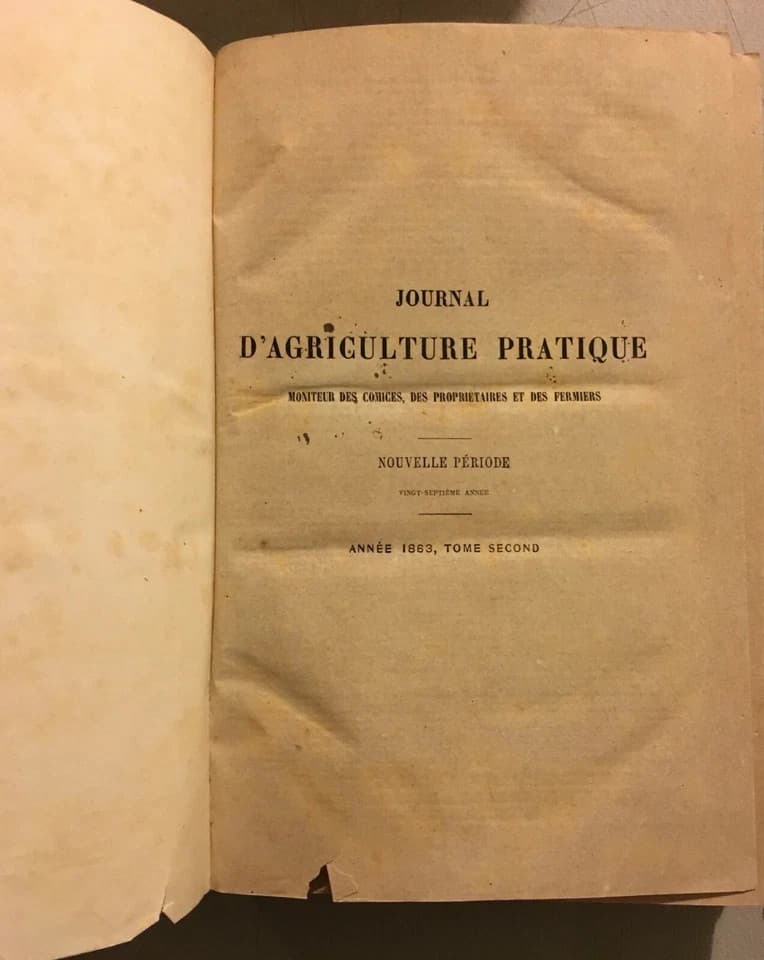 JOURNAL
D'AGRICULTURE PRATIQUE
MONITEUR DES COMICES, DES PROPRIETAIRES ET DES FERMIERS
NOUVELLE PÉRIODE
VINGT-SEPTIÈME ANNÉE
ANNÉE 1863, TOME SECOND